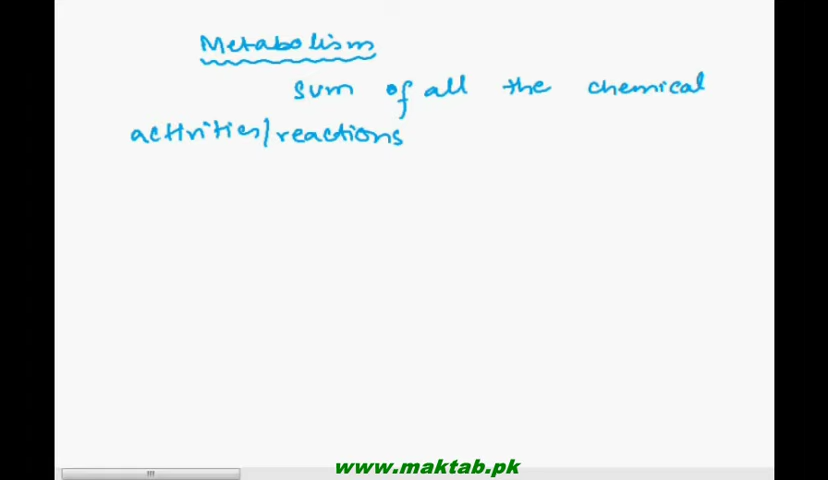 Metabolism
sum of all the chemical
activities/reactions
www.maktab.pk